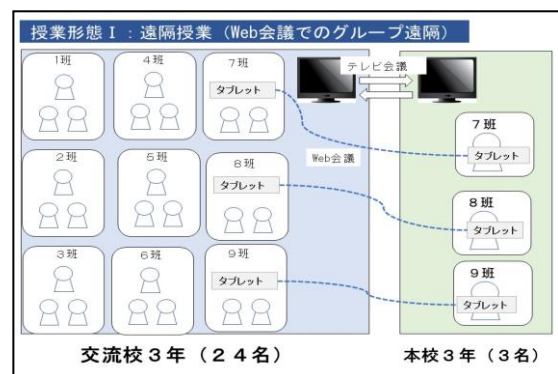 授業形態Ⅰ:遠隔授業(Web会議でのグループ遠隔)
1班
4班
7班
タブレット
テレビ会議
7班
タブレット
2班
5班
8班
タブレット
Web会議
8班
タブレット
3班
6班
9班
タブレット
9班
タブレット
交流校3年(24名)
本校3年(3名)